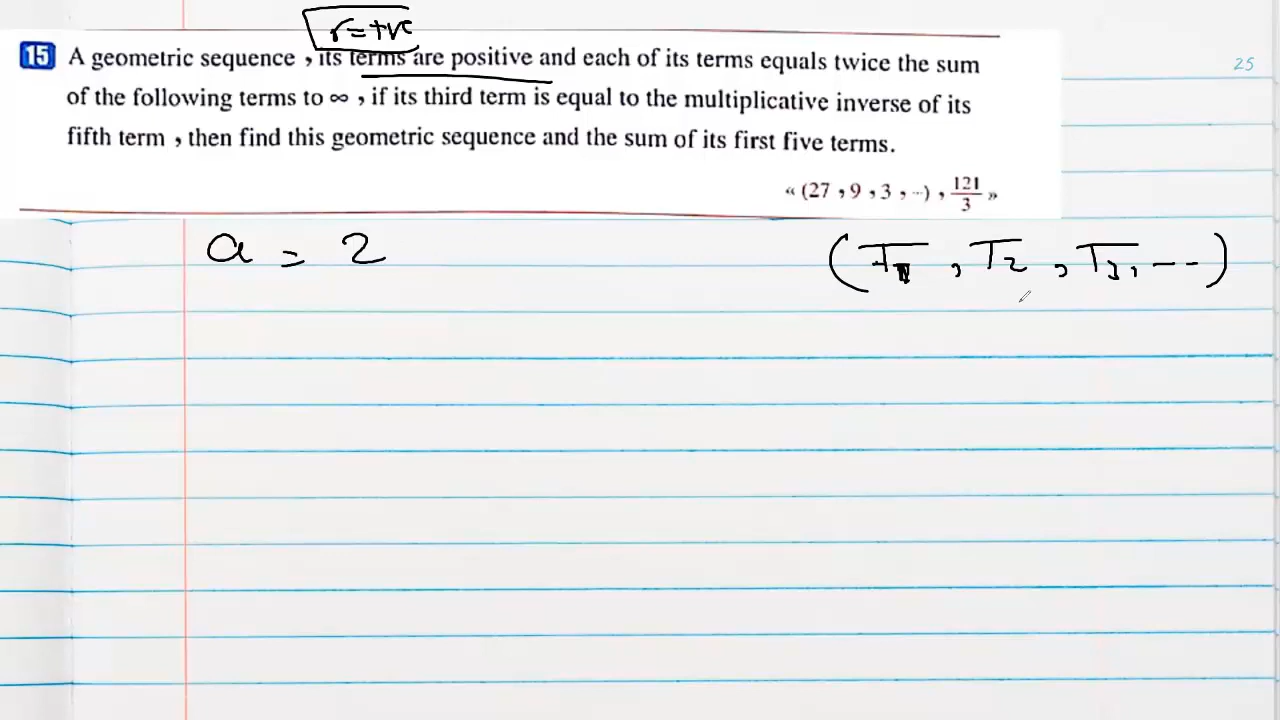 r = +ve
15 A geometric sequence , its terms are positive and each of its terms equals twice the sum
25
of the following terms to ∞ , if its third term is equal to the multiplicative inverse of its
fifth term , then find this geometric sequence and the sum of its first five terms.
« (27 , 9 , 3 , ...) , 121/3 »
a = 2 (T1 , T2 , T3 , ---)